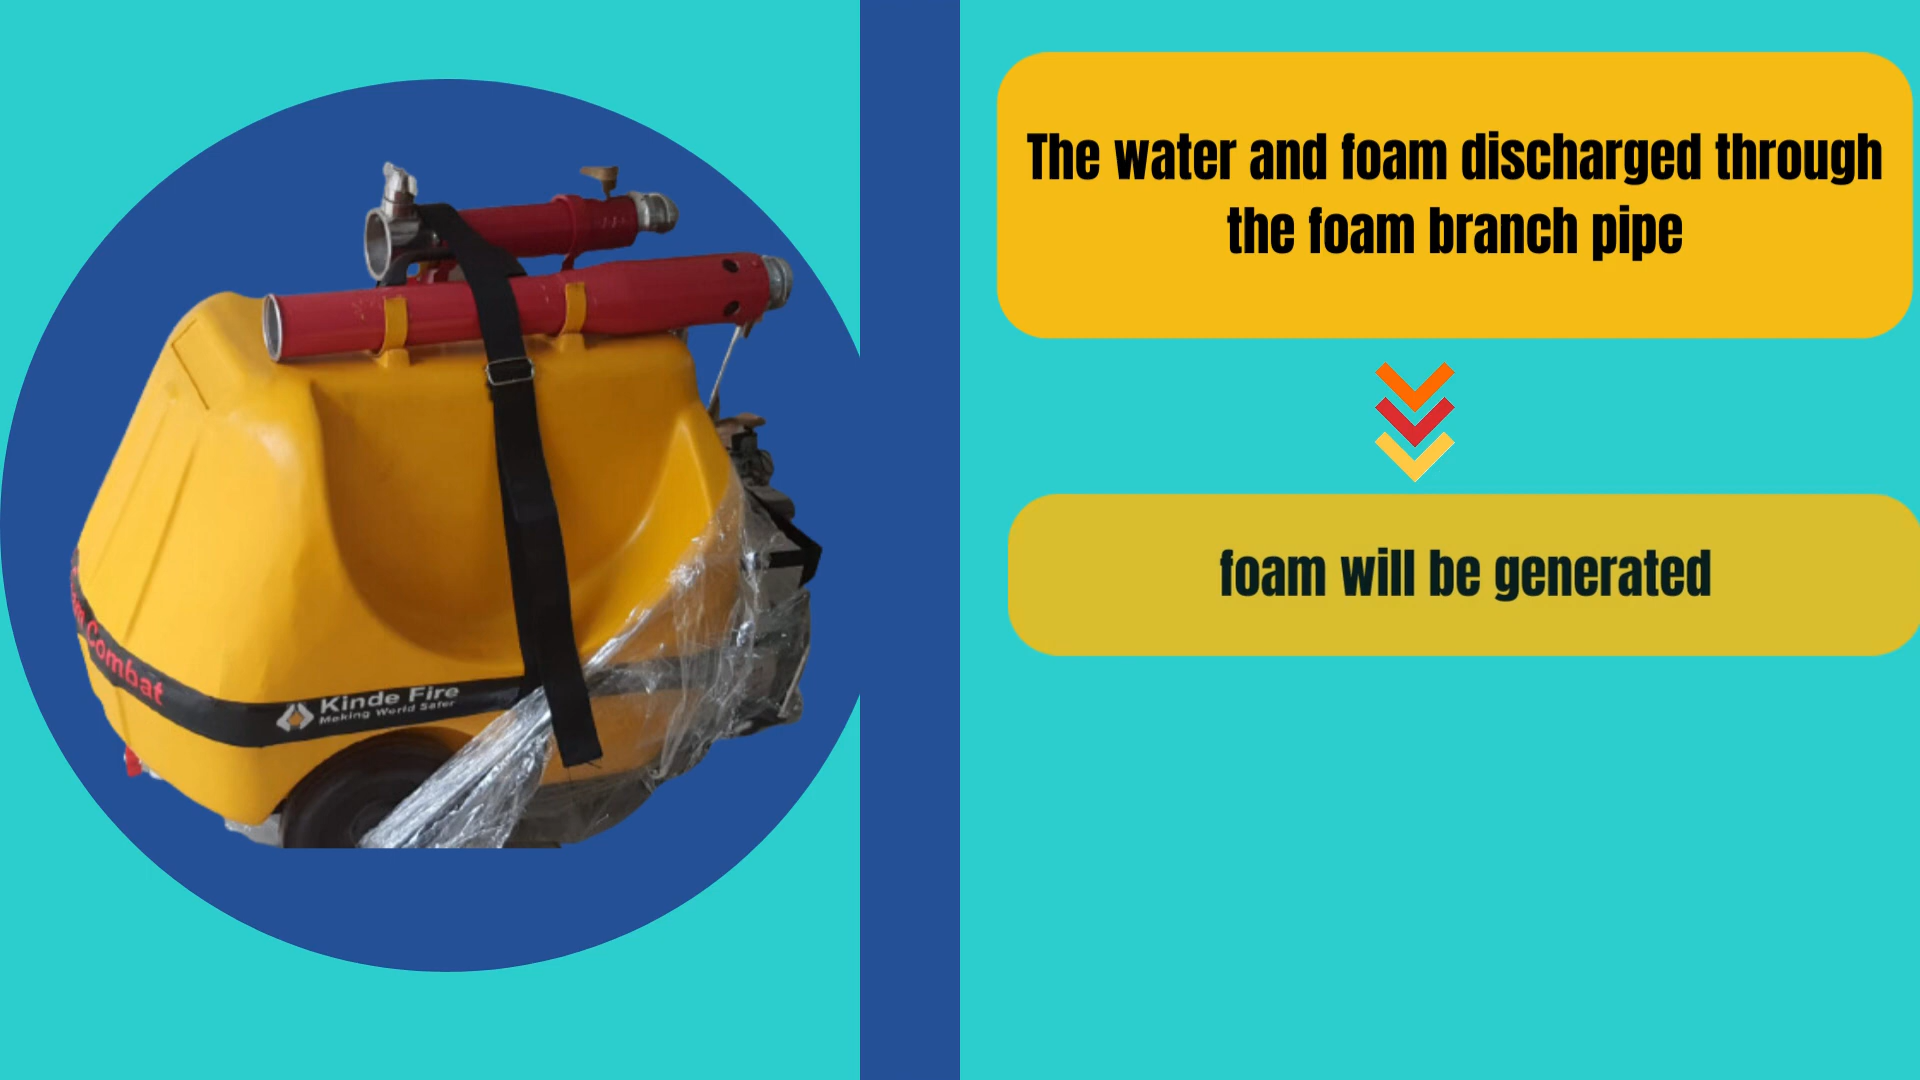 The water and foam discharged through
the foam branch pipe
foam will be generated
Combat
Kinde Fire
Making World Safer